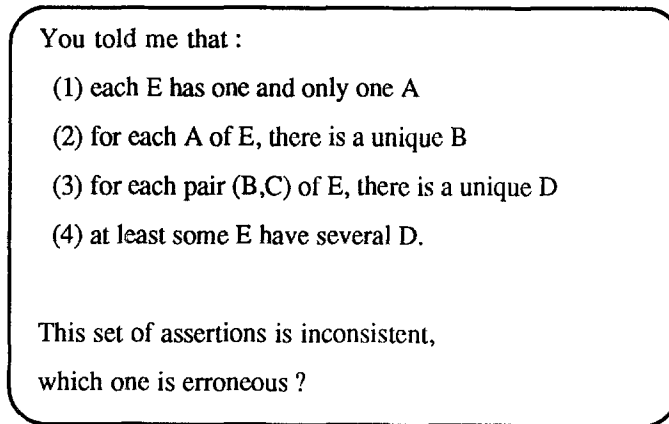 You told me that :
(1) each E has one and only one A
(2) for each A of E, there is a unique B
(3) for each pair (B,C) of E, there is a unique D
(4) at least some E have several D.
This set of assertions is inconsistent,
which one is erroneous ?